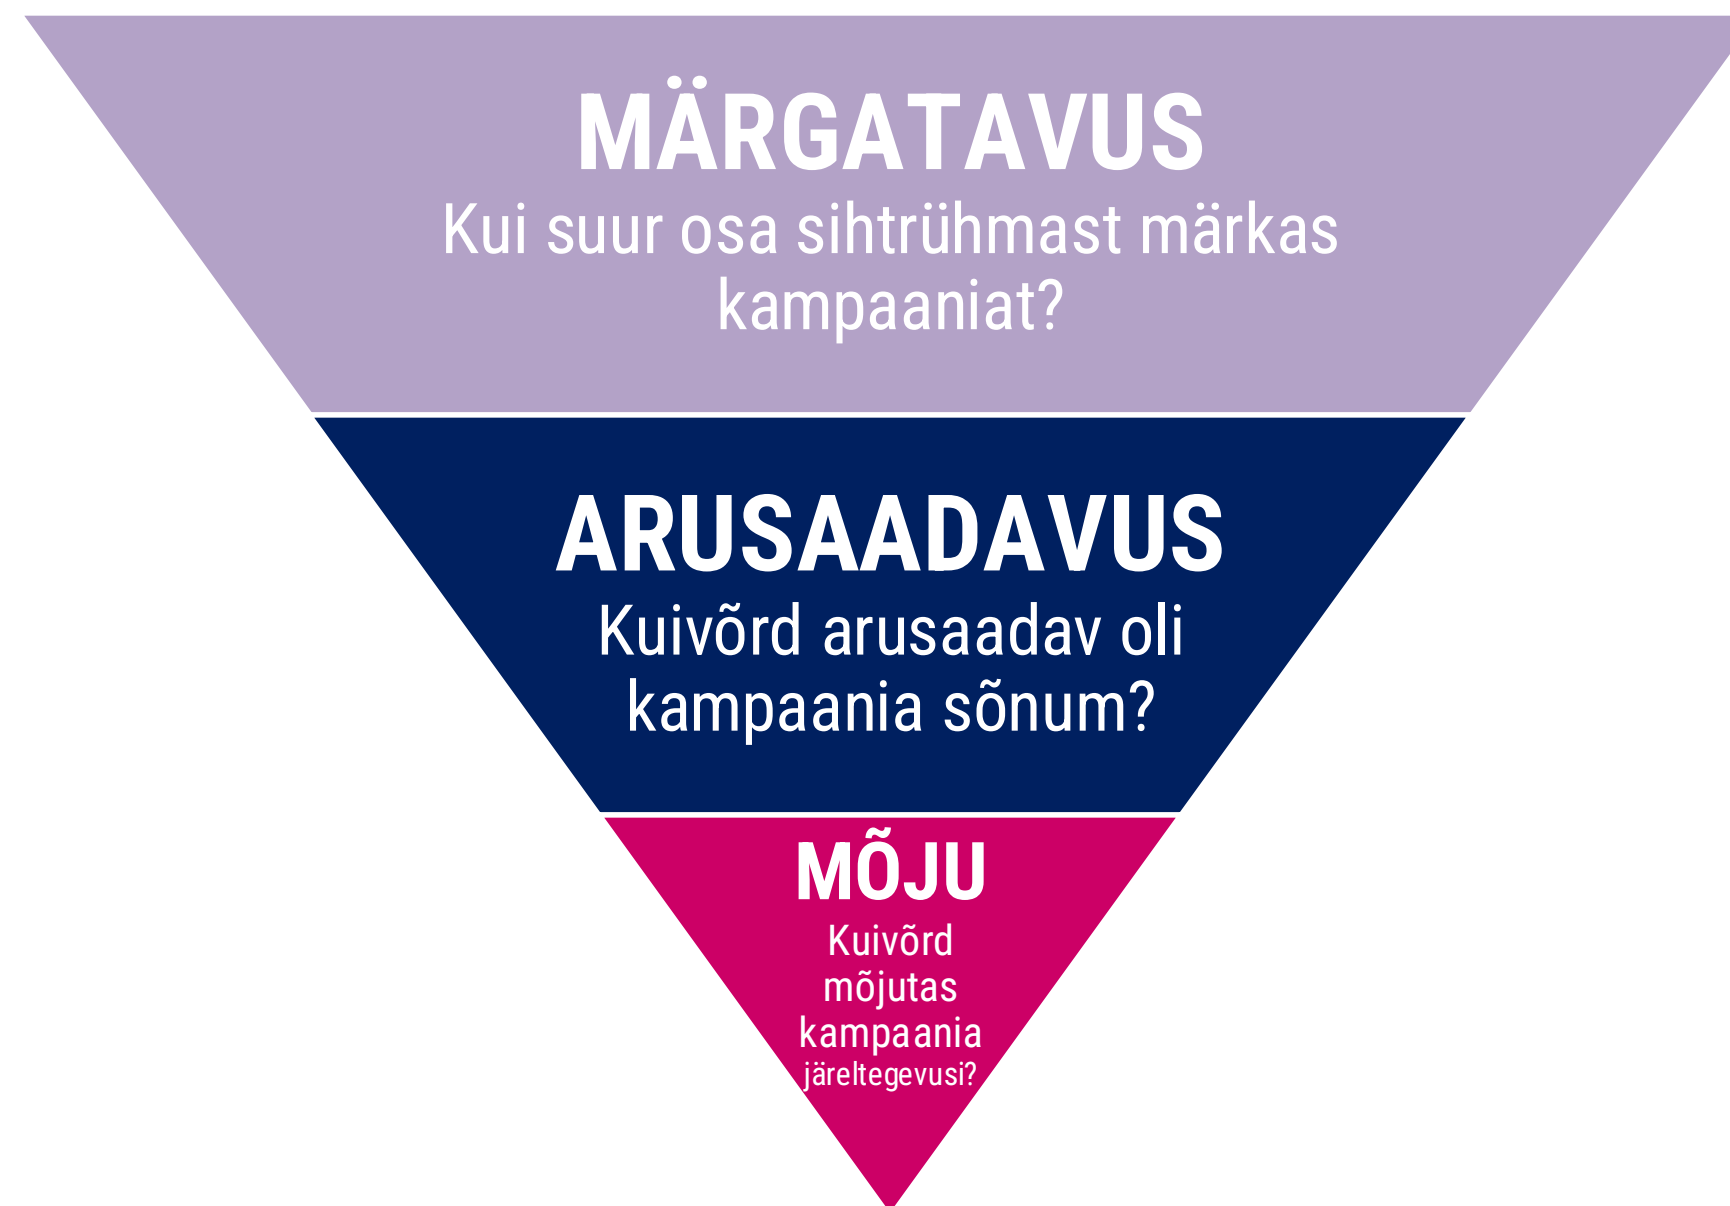 MÄRGATAVUS
Kui suur osa sihtrühmast märkas
kampaaniat?
ARUSAADAVUS
Kuivõrd arusaadav oli
kampaania sõnum?
MÕJU
Kuivõrd
mõjutas
kampaania
järeltegevusi?